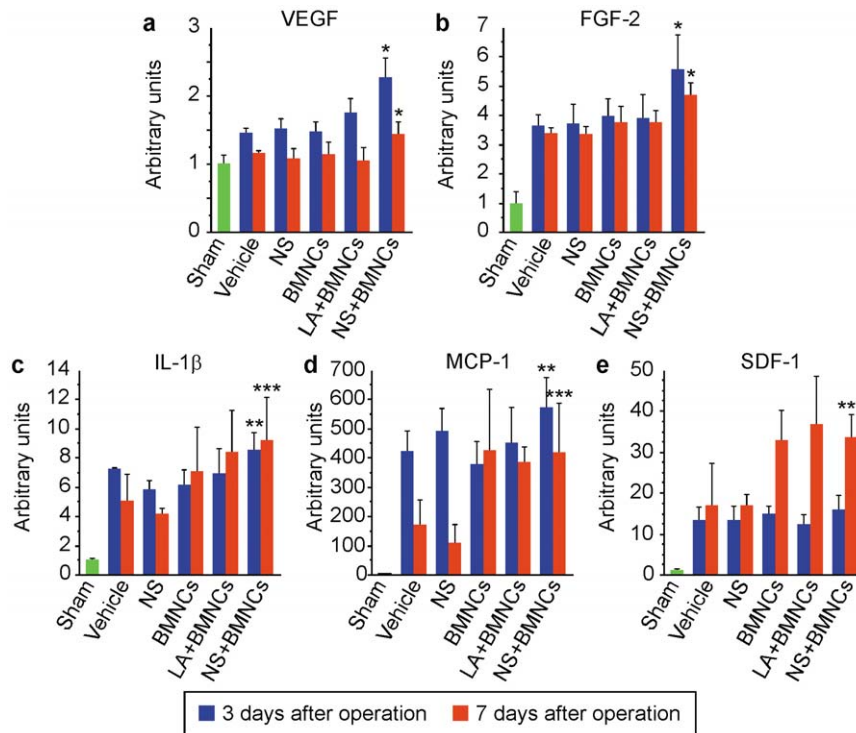 a VEGF
Arbitrary units
3
2
1
0
*
*
Sham
Vehicle
NS
BMNCs
LA+BMNCs
NS+BMNCs
b FGF-2
Arbitrary units
7
6
5
4
3
2
1
0
*
*
Sham
Vehicle
NS
BMNCs
LA+BMNCs
NS+BMNCs
c IL-1β
Arbitrary units
14
12
10
8
6
4
2
0
**
***
Sham
Vehicle
NS
BMNCs
LA+BMNCs
NS+BMNCs
d MCP-1
Arbitrary units
700
600
500
400
300
200
100
0
**
***
Sham
Vehicle
NS
BMNCs
LA+BMNCs
NS+BMNCs
e SDF-1
Arbitrary units
50
40
30
20
10
0
**
Sham
Vehicle
NS
BMNCs
LA+BMNCs
NS+BMNCs
3 days after operation 7 days after operation